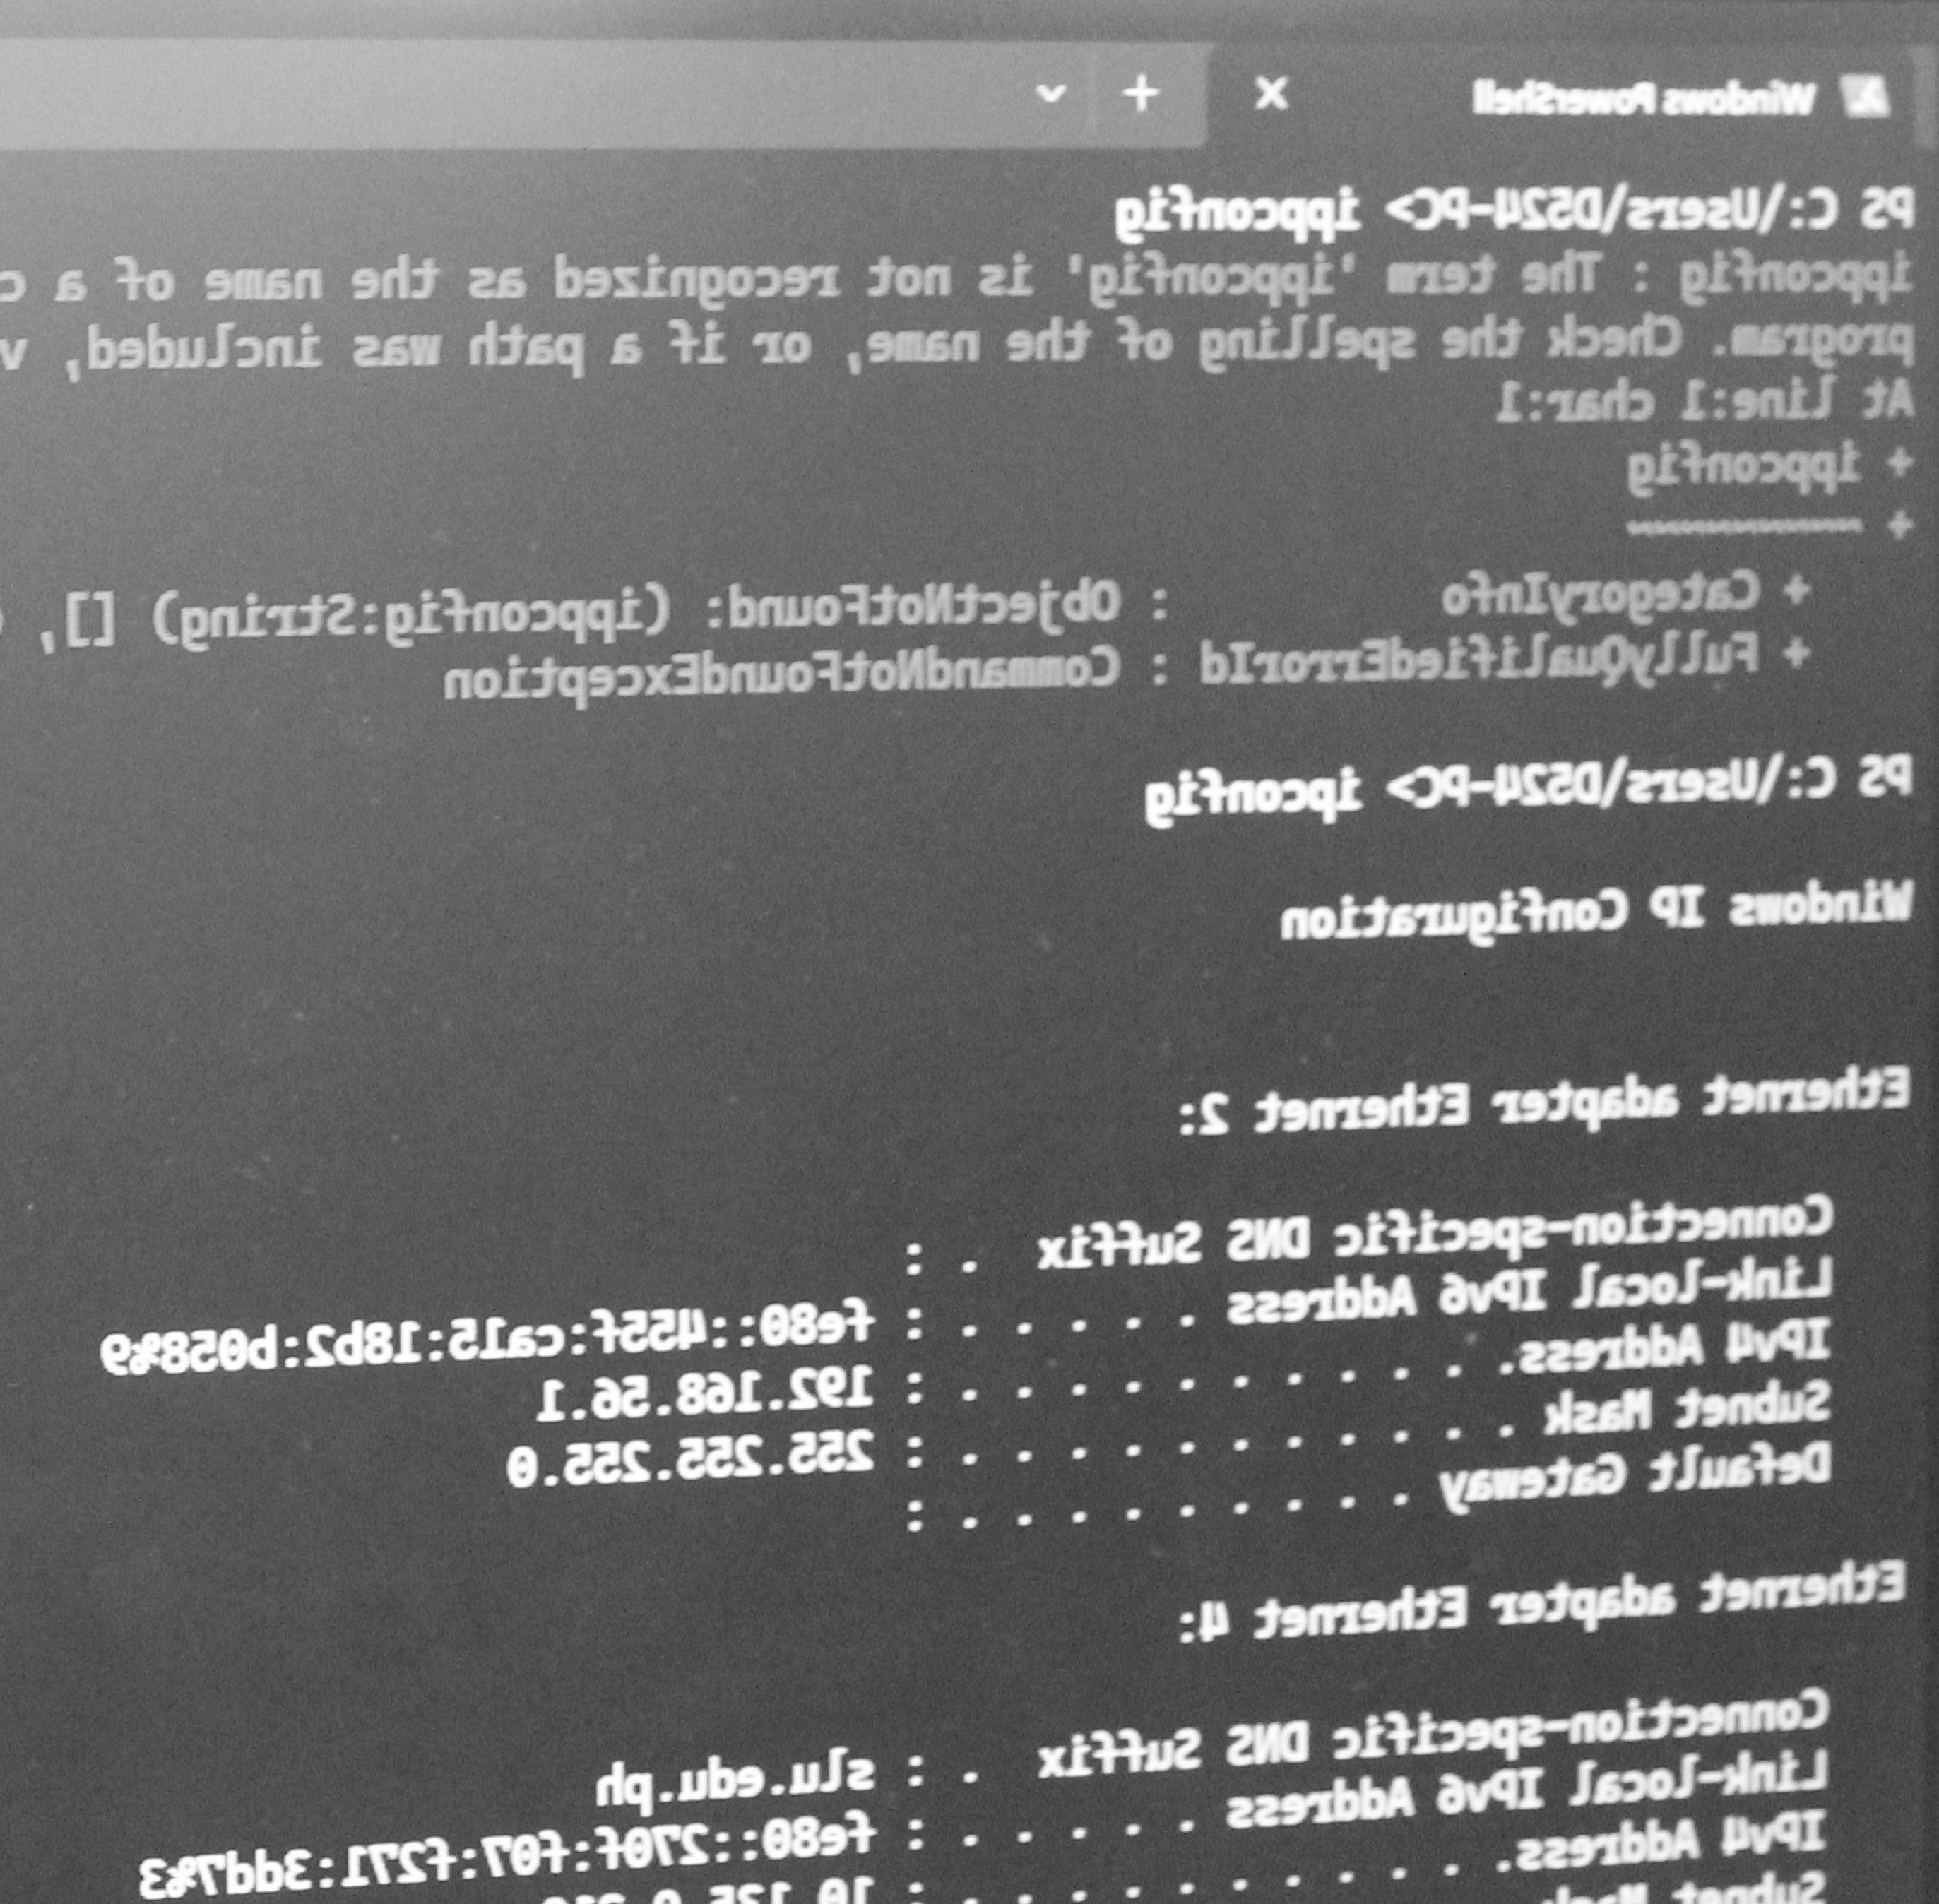 Windows PowerShell
PS C:\Users\D524-PC> ippconfig
ippconfig : The term 'ippconfig' is not recognized as the name of a c
program. Check the spelling of the name, or if a path was included, v
At line:1 char:1
+ ippconfig
+ ~~~~~~~~~
+ CategoryInfo : ObjectNotFound: (ippconfig:String) [],
+ FullyQualifiedErrorId : CommandNotFoundException
PS C:\Users\D524-PC> ipconfig
Windows IP Configuration
Ethernet adapter Ethernet 2:
Connection-specific DNS Suffix . :
Link-local IPv6 Address . . . . . : fe80::455f:ca15:18b2:b058%9
IPv4 Address. . . . . . . . . . . : 192.168.56.1
Subnet Mask . . . . . . . . . . . : 255.255.255.0
Default Gateway . . . . . . . . . :
Ethernet adapter Ethernet 4:
Connection-specific DNS Suffix . : slu.edu.ph
Link-local IPv6 Address . . . . . : fe80::270f:f07:f271:3dd7%3
IPv4 Address. . . . . . . . . . . :
Subnet Mask